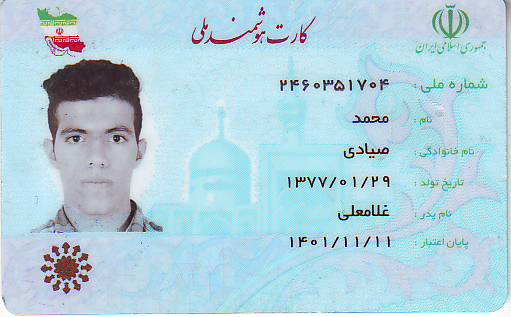 کارت هوشمند ملی
جمهوری اسلامی ایران
شماره ملی : ۲۴۶۰۳۵۱۷۰۴
نام : محمد
نام خانوادگی : صیادی
تاریخ تولد : ۱۳۷۷/۰۱/۲۹
نام پدر : غلامعلی
پایان اعتبار : ۱۴۰۱/۱۱/۱۱